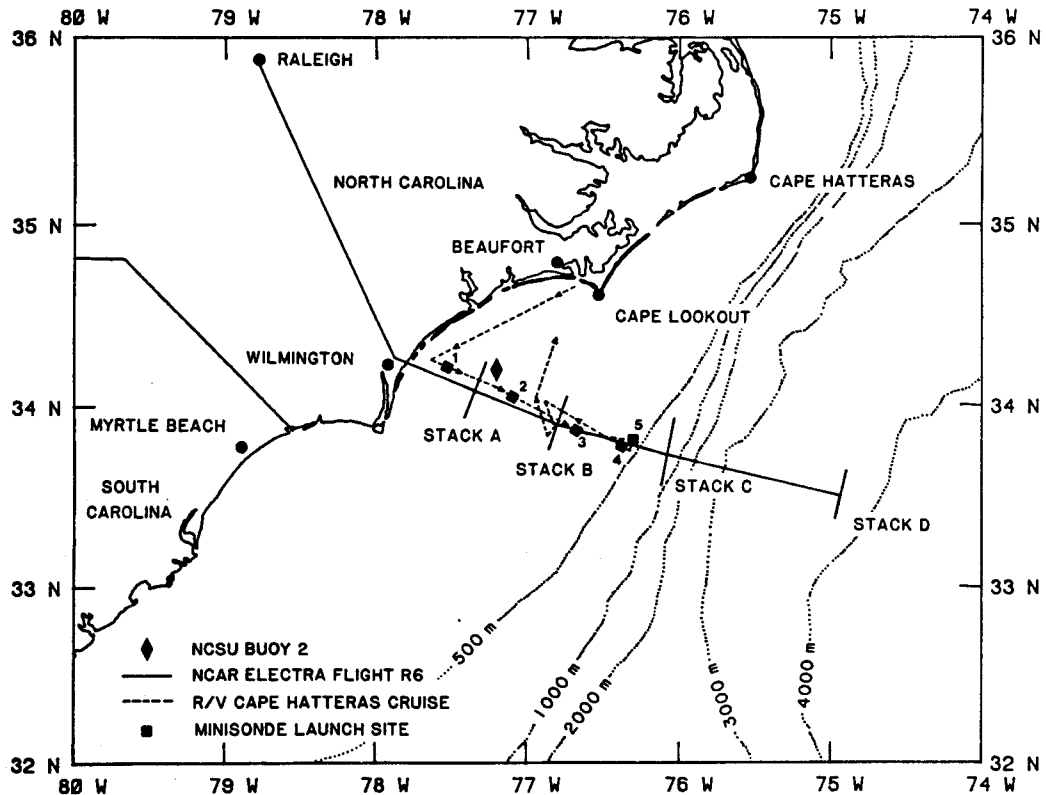 80 W 79 W 78 W 77 W 76 W 75 W 74 W
36 N 36 N
RALEIGH
NORTH CAROLINA
CAPE HATTERAS
35 N 35 N
BEAUFORT
CAPE LOOKOUT
WILMINGTON
1
4
2
34 N 34 N
MYRTLE BEACH
STACK A
3
5
4
STACK B
STACK C
SOUTH
CAROLINA
STACK D
33 N 33 N
500 m
1000 m
2000 m
3000 m
4000 m
NCSU BUOY 2
NCAR ELECTRA FLIGHT R6
R/V CAPE HATTERAS CRUISE
MINISONDE LAUNCH SITE
32 N 32 N
80 W 79 W 78 W 77 W 76 W 75 W 74 W